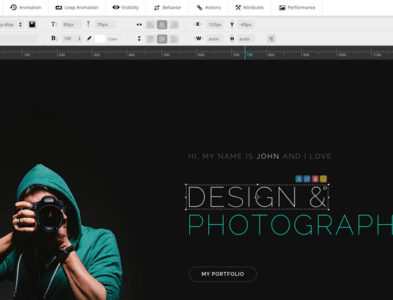 Animation Loop Animation Visibility Behavior Actions Attributes Performance
y-disp 80px 70px X 153px Y -40px
B 100 Color W auto auto
HI, MY NAME IS JOHN AND I LOVE
DESIGN &
PHOTOGRAPH
MY PORTFOLIO